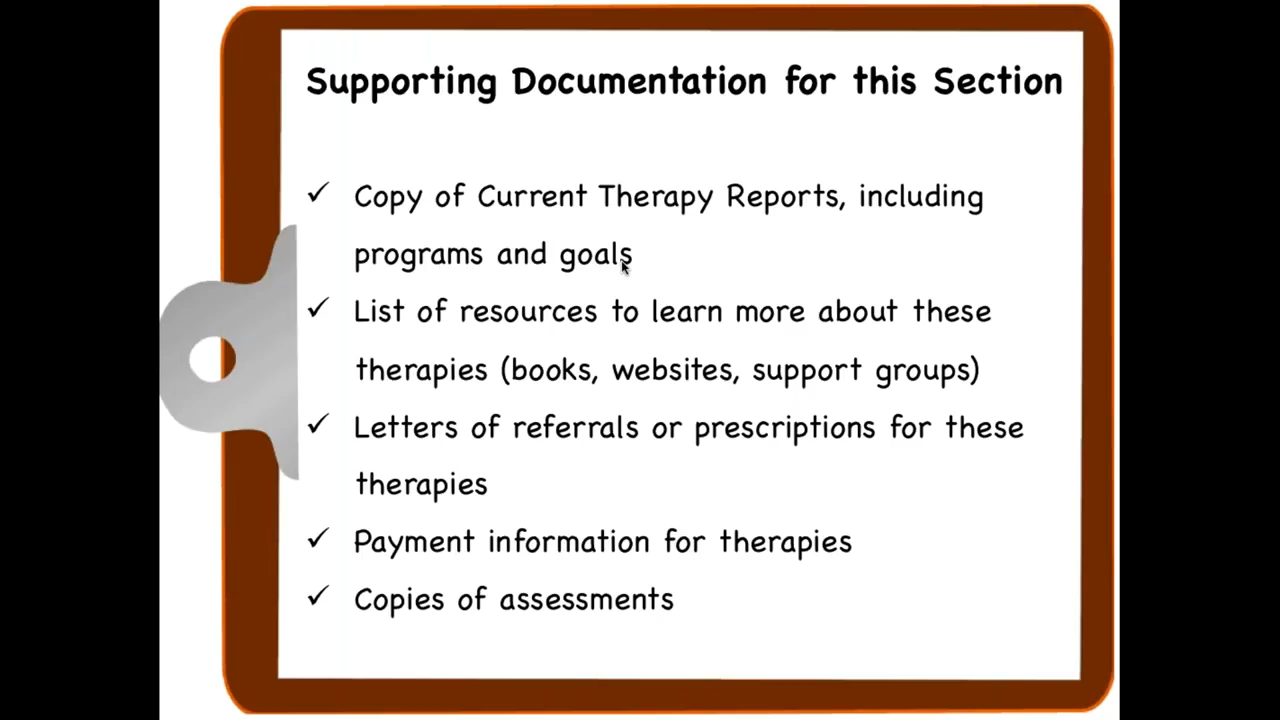 Supporting Documentation for this Section
✓ Copy of Current Therapy Reports, including
programs and goals
✓ List of resources to learn more about these
therapies (books, websites, support groups)
✓ Letters of referrals or prescriptions for these
therapies
✓ Payment information for therapies
✓ Copies of assessments